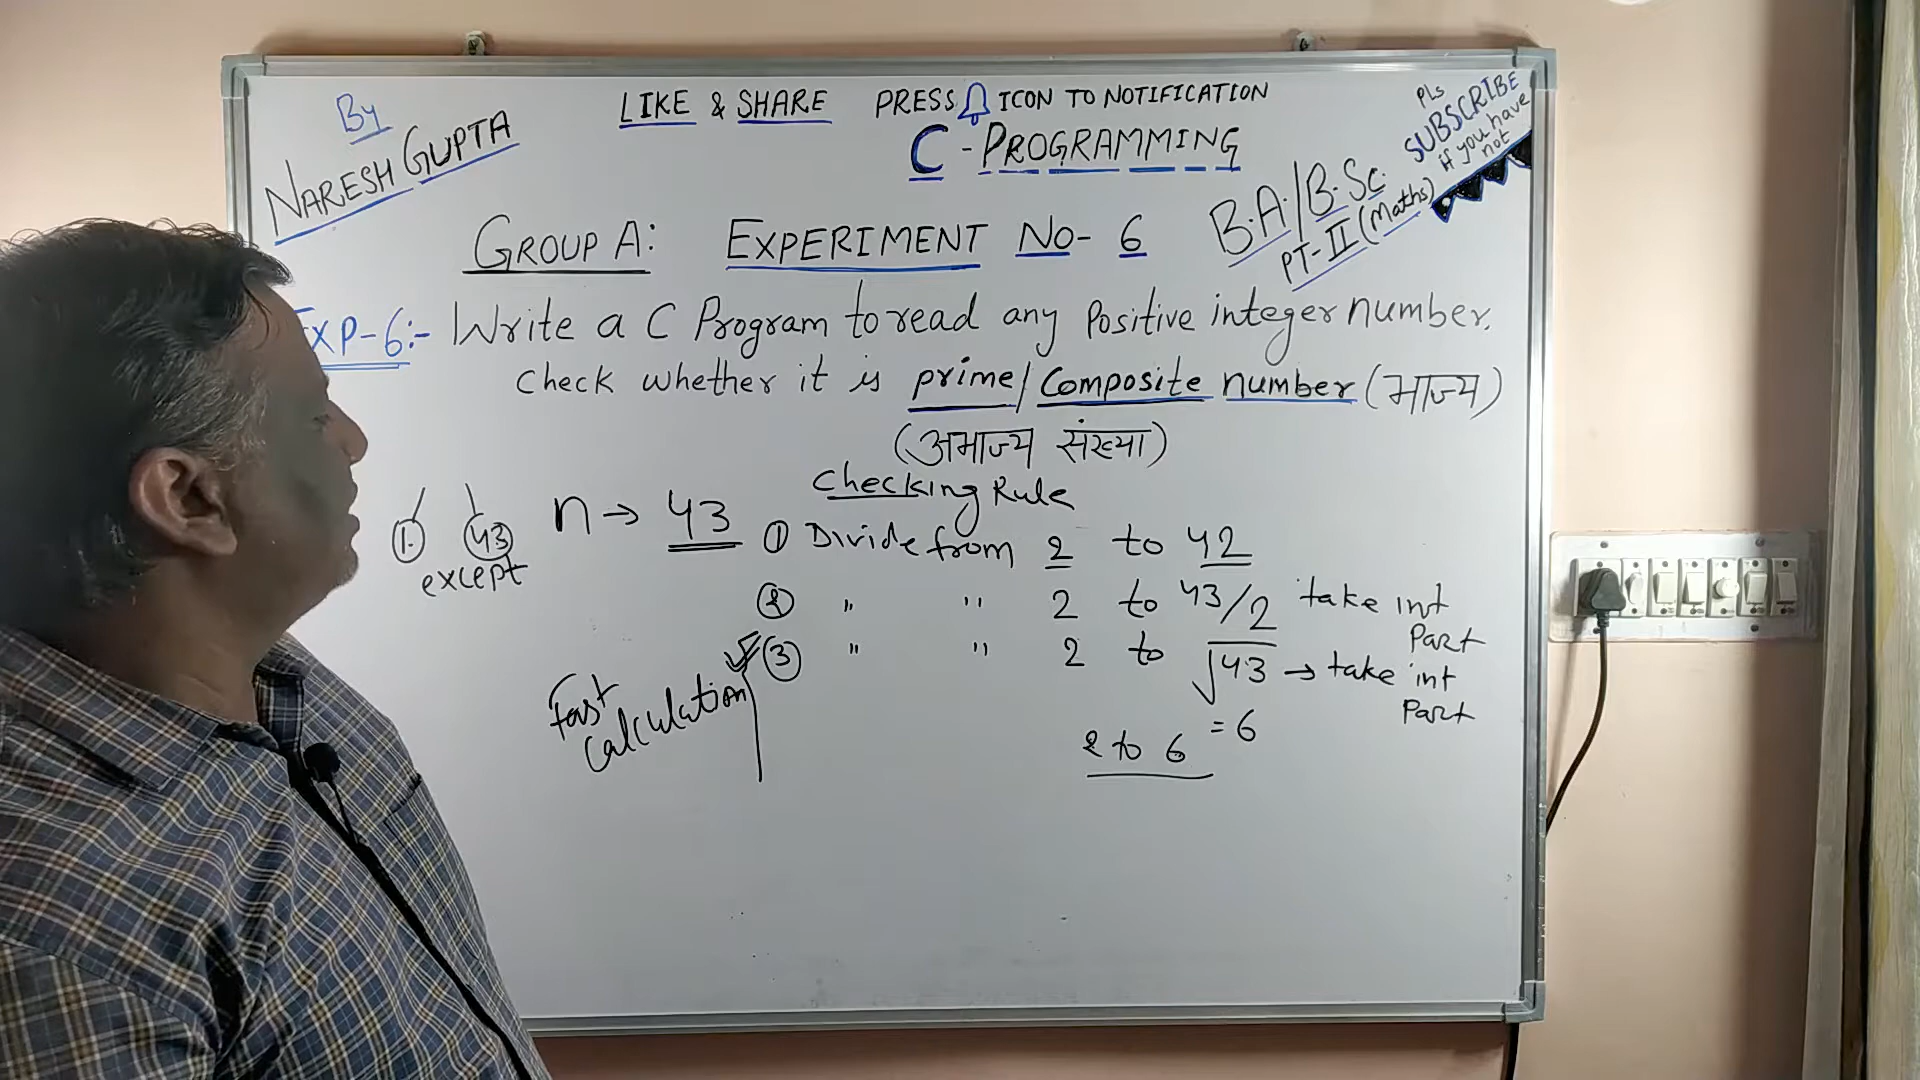 By
NARESH GUPTA
LIKE & SHARE PRESS ICON TO NOTIFICATION
C - PROGRAMMING
PLS
SUBSCRIBE
if you have
not
B.A./B.Sc.
PT-II (Maths)
GROUP A: EXPERIMENT NO- 6
EXP-6:- Write a C Program to read any Positive integer number.
check whether it is prime/Composite number (भाज्य)
(अभाज्य संख्या)
checking Rule
1. 43
except
n → 43
① Divide from 2 to 42
② " " 2 to 43/2 take int
Part
③ " " 2 to √43 → take int
Part
= 6
2 to 6
Fast
calculation